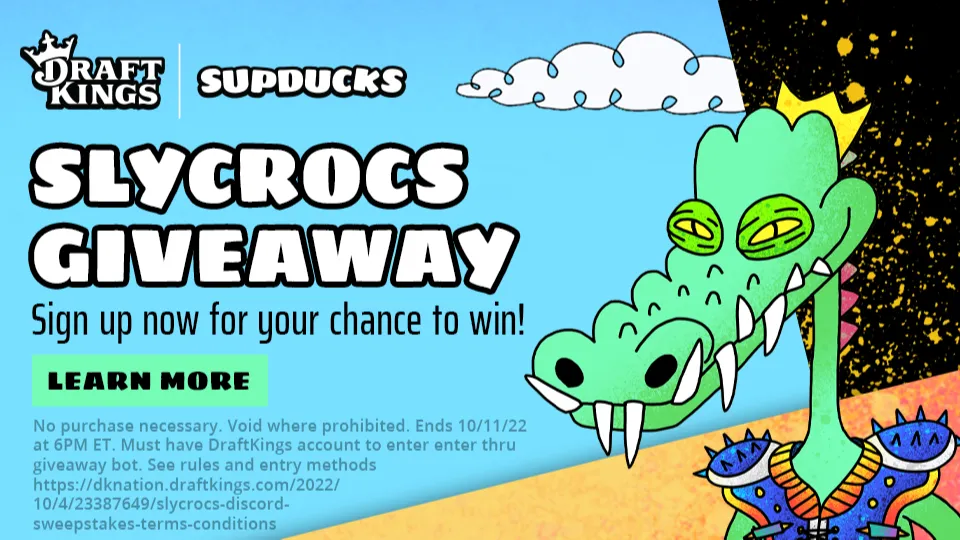 DRAFT
KINGS
SUPDUCKS
SLYCROCS
GIVEAWAY
Sign up now for your chance to win!
LEARN MORE
No purchase necessary. Void where prohibited. Ends 10/11/22
at 6PM ET. Must have DraftKings account to enter enter thru
giveaway bot. See rules and entry methods
https://dknation.draftkings.com/2022/
10/4/23387649/slycrocs-discord-
sweepstakes-terms-conditions